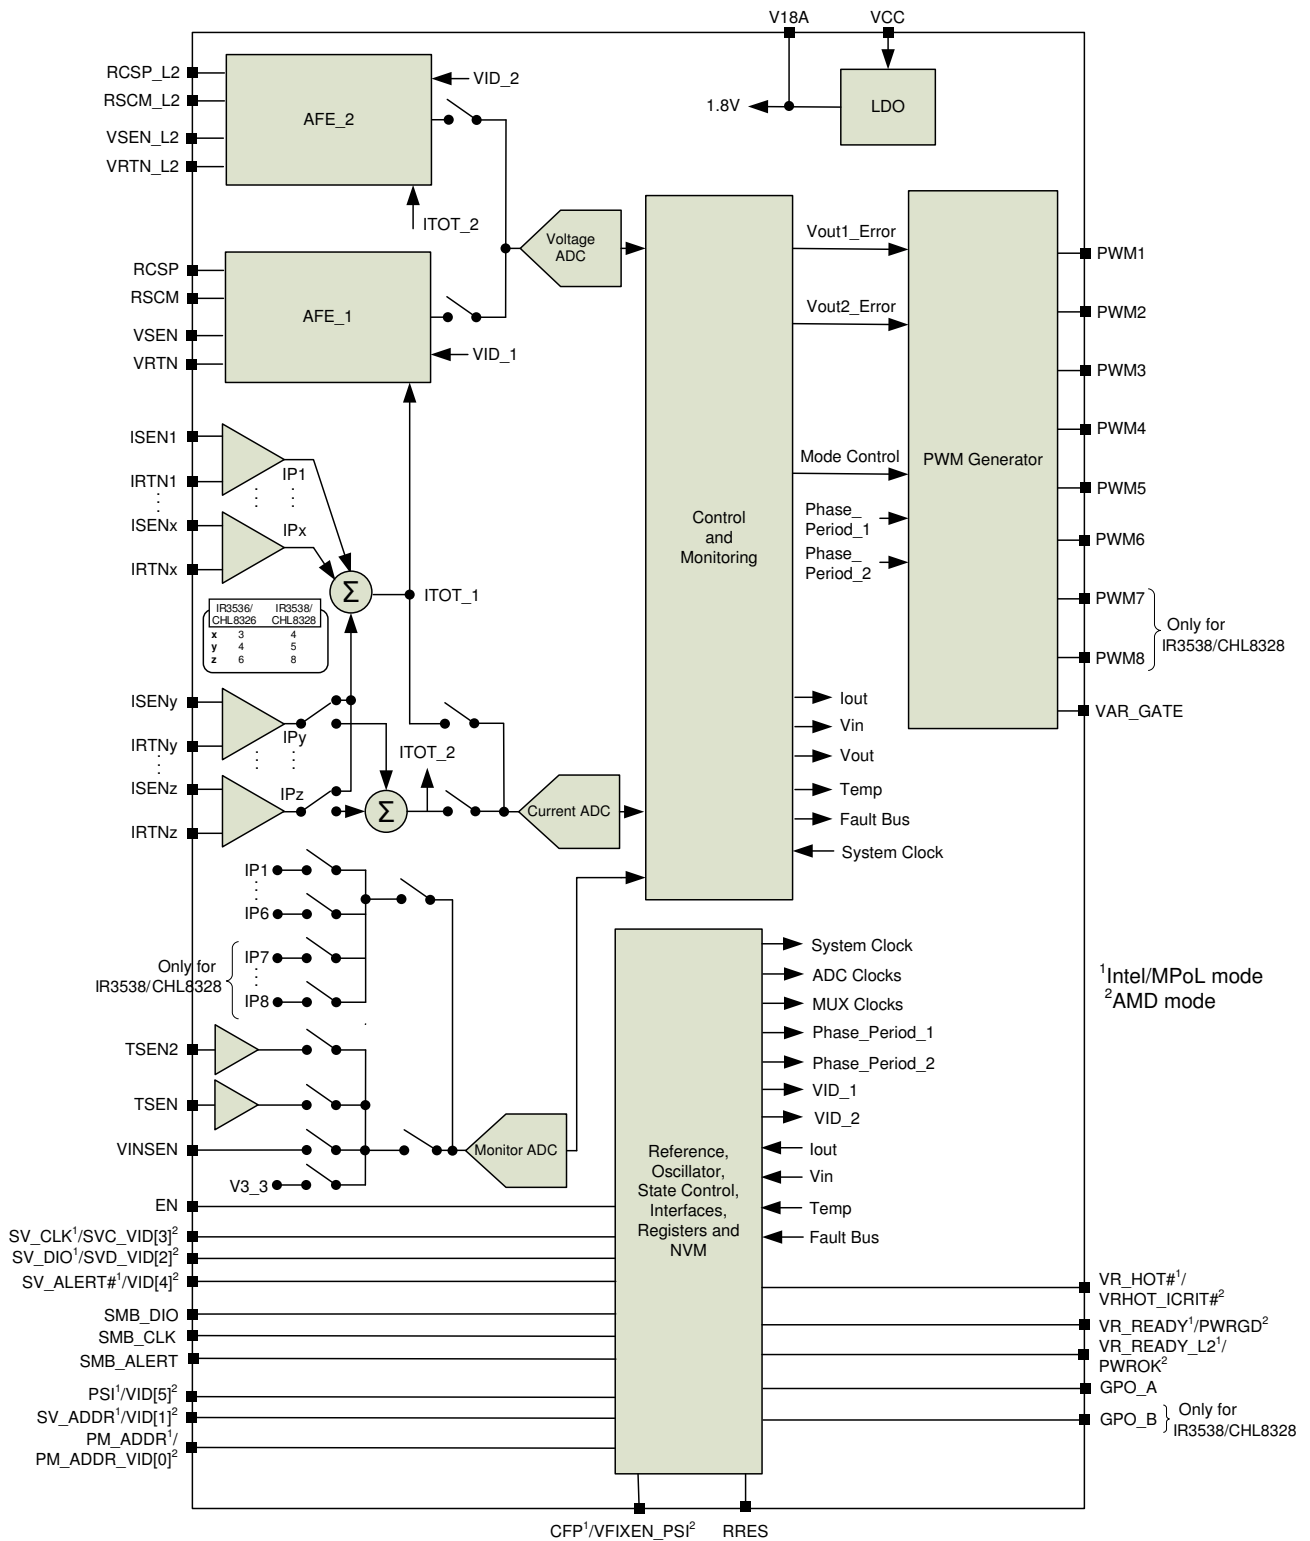 V18A
VCC
RCSP_L2
RSCM_L2
VSEN_L2
VRTN_L2
AFE_2
VID_2
ITOT_2
1.8V
LDO
RCSP
RSCM
VSEN
VRTN
AFE_1
VID_1
Voltage
ADC
Control
and
Monitoring
Vout1_Error
Vout2_Error
Mode Control
Phase_
Period_1
Phase_
Period_2
PWM Generator
PWM1
PWM2
PWM3
PWM4
PWM5
PWM6
PWM7
PWM8
Only for
IR3538/CHL8328
VAR_GATE
ISEN1
IRTN1
ISENx
IRTNx
IP1
IPx
Σ
ITOT_1
IR3536/ IR3538/
CHL8326 CHL8328
x 3 4
y 4 5
z 6 8
ISENy
IRTNy
ISENz
IRTNz
IPy
IPz
Σ
ITOT_2
Current ADC
Iout
Vin
Vout
Temp
Fault Bus
System Clock
IP1
IP6
IP7
IP8
Only for
IR3538/CHL8328
TSEN2
TSEN
VINSEN
V3_3
Monitor ADC
EN
SV_CLK¹/SVC_VID[3]²
SV_DIO¹/SVD_VID[2]²
SV_ALERT#¹/VID[4]²
SMB_DIO
SMB_CLK
SMB_ALERT
PSI¹/VID[5]²
SV_ADDR¹/VID[1]²
PM_ADDR¹/
PM_ADDR_VID[0]²
Reference,
Oscillator,
State Control,
Interfaces,
Registers and
NVM
System Clock
ADC Clocks
MUX Clocks
Phase_Period_1
Phase_Period_2
VID_1
VID_2
Iout
Vin
Temp
Fault Bus
¹Intel/MPoL mode
²AMD mode
VR_HOT#¹/
VRHOT_ICRIT#²
VR_READY¹/PWRGD²
VR_READY_L2¹/
PWROK²
GPO_A
GPO_B
Only for
IR3538/CHL8328
CFP¹/VFIXEN_PSI²
RRES